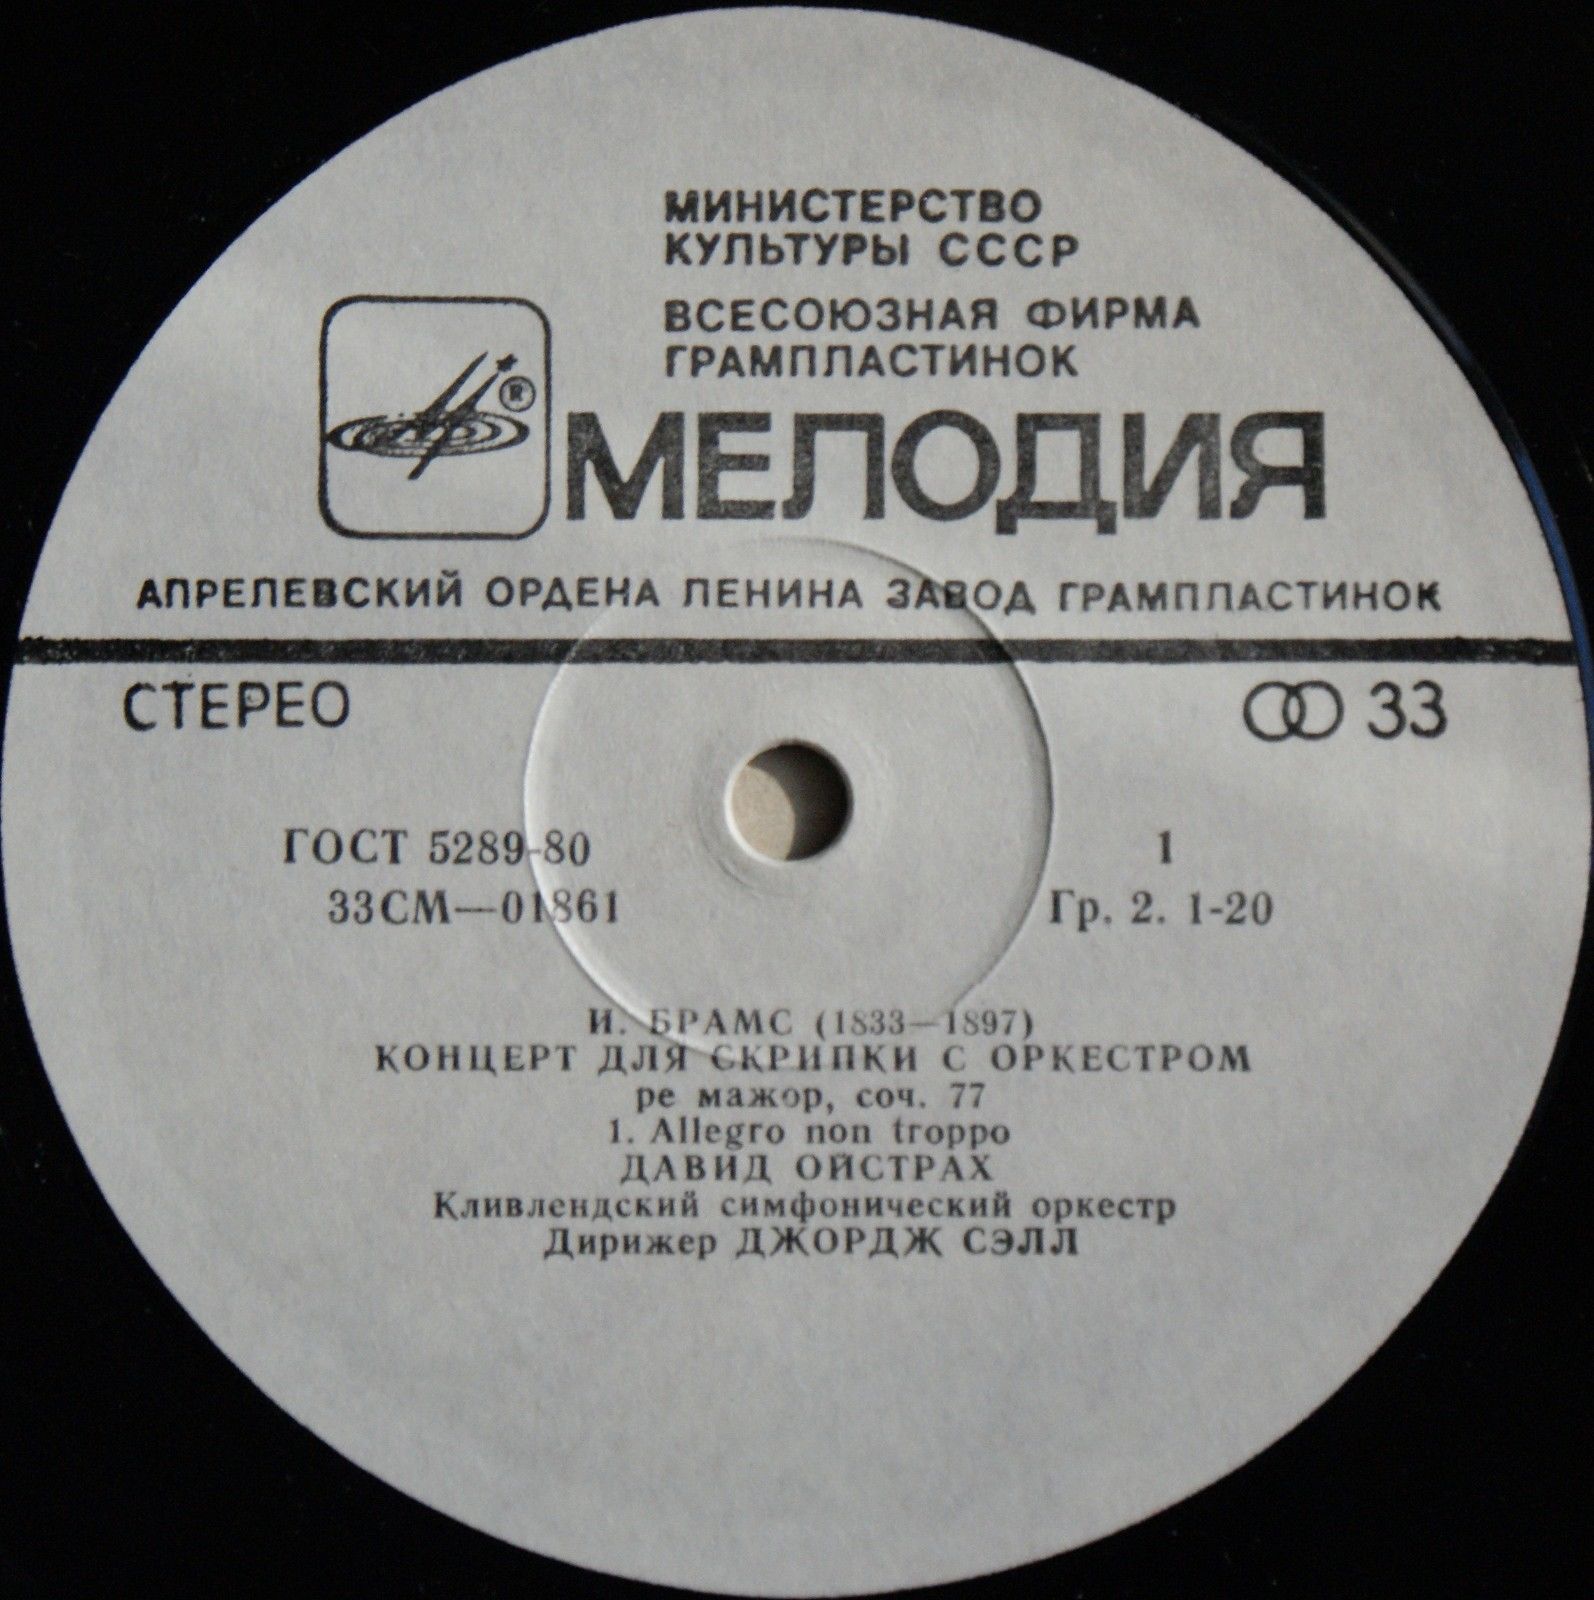 МИНИСТЕРСТВО
КУЛЬТУРЫ СССР
ВСЕСОЮЗНАЯ ФИРМА
ГРАМПЛАСТИНОК
®
МЕЛОДИЯ
АПРЕЛЕВСКИЙ ОРДЕНА ЛЕНИНА ЗАВОД ГРАМПЛАСТИНОК
СТЕРЕО 33
ГОСТ 5289-80 1
33СМ—01861 Гр. 2. 1-20
И. БРАМС (1833—1897)
КОНЦЕРТ ДЛЯ СКРИПКИ С ОРКЕСТРОМ
ре мажор, соч. 77
1. Allegro non troppo
ДАВИД ОЙСТРАХ
Кливлендский симфонический оркестр
Дирижер ДЖОРДЖ СЭЛЛ